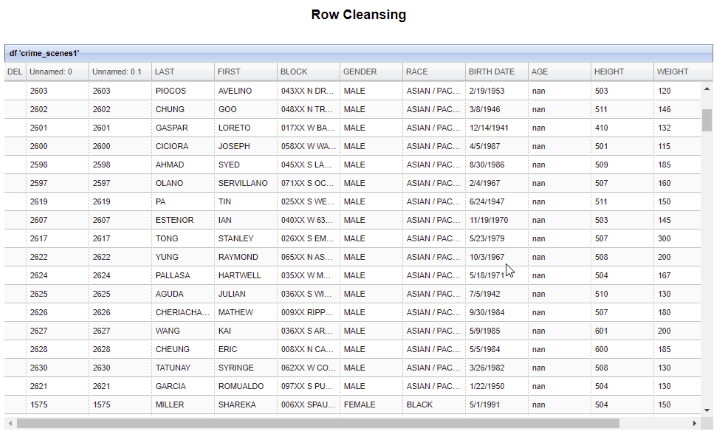 Row Cleansing
df 'crime_scenes1'
DEL Unnamed: 0 Unnamed: 0.1 LAST FIRST BLOCK GENDER RACE BIRTH DATE AGE HEIGHT WEIGHT
2603 2603 PIOCOS AVELINO 043XX N DR... MALE ASIAN / PAC... 2/19/1953 nan 503 120
2602 2602 CHUNG GOO 048XX N TR... MALE ASIAN / PAC... 3/8/1946 nan 511 146
2601 2601 GASPAR LORETO 017XX W BA... MALE ASIAN / PAC... 12/14/1941 nan 410 132
2600 2600 CICIORA JOSEPH 058XX W WA... MALE ASIAN / PAC... 4/5/1987 nan 501 115
2598 2598 AHMAD SYED 045XX S LA... MALE ASIAN / PAC... 8/30/1986 nan 509 185
2597 2597 OLANO SERVILLANO 071XX S OC... MALE ASIAN / PAC... 2/4/1967 nan 507 160
2619 2619 PA TIN 025XX S WE... MALE ASIAN / PAC... 6/24/1947 nan 511 150
2607 2607 ESTENOR IAN 040XX W 63... MALE ASIAN / PAC... 11/19/1970 nan 503 145
2617 2617 TONG STANLEY 026XX S EM... MALE ASIAN / PAC... 5/23/1979 nan 507 300
2622 2622 YUNG RAYMOND 065XX N AS... MALE ASIAN / PAC... 10/3/1967 nan 508 200
2624 2624 PALLASA HARTWELL 035XX W M... MALE ASIAN / PAC... 5/18/1971 nan 504 167
2625 2625 AGUDA JULIAN 036XX S WI... MALE ASIAN / PAC... 7/5/1942 nan 510 130
2626 2626 CHERIACHA... MATHEW 009XX RIPP... MALE ASIAN / PAC... 9/30/1984 nan 507 180
2627 2627 WANG KAI 036XX S AR... MALE ASIAN / PAC... 5/9/1985 nan 601 200
2628 2628 CHEUNG ERIC 008XX N CA... MALE ASIAN / PAC... 5/5/1984 nan 600 185
2630 2630 TATUNAY SYRINGE 062XX W CO... MALE ASIAN / PAC... 3/26/1982 nan 508 130
2621 2621 GARCIA ROMUALDO 097XX S PU... MALE ASIAN / PAC... 1/22/1950 nan 504 130
1575 1575 MILLER SHAREKA 006XX SPAU... FEMALE BLACK 5/1/1991 nan 504 150